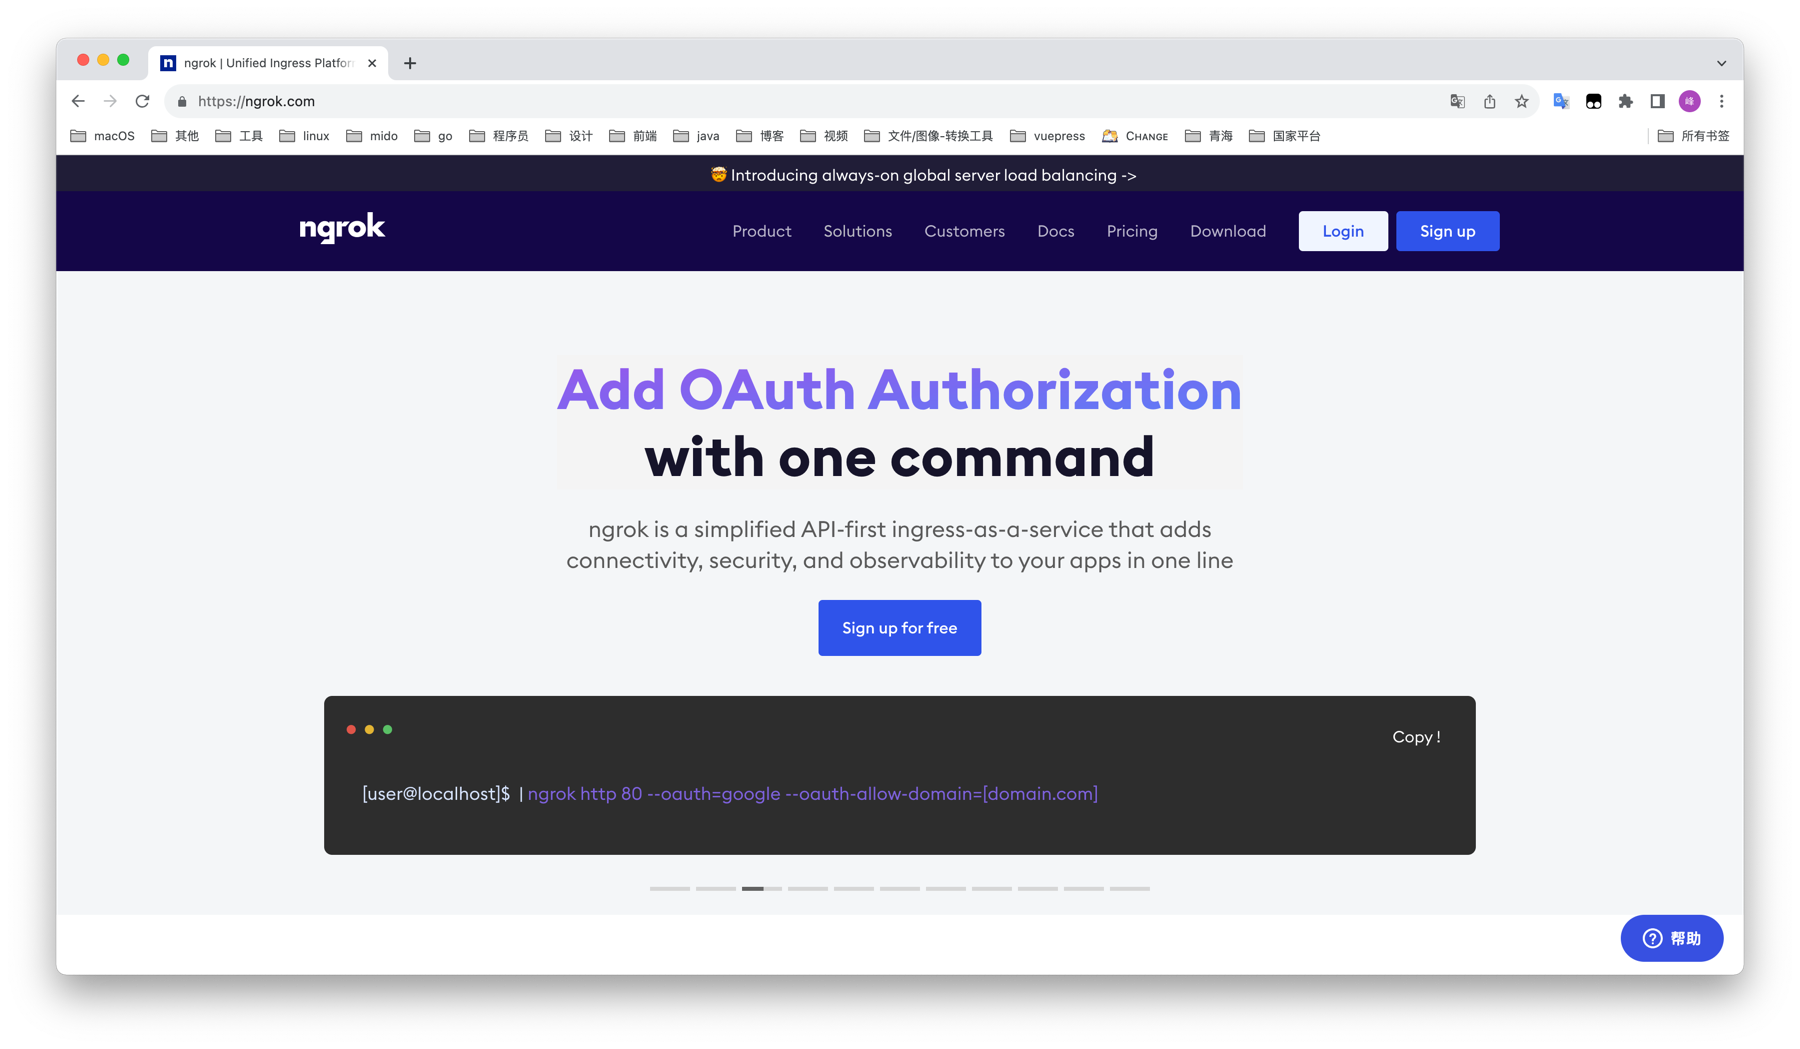 ngrok | Unified Ingress Platfor
https://ngrok.com
峰
macOS 其他 工具 linux mido go 程序员 设计 前端 java 博客 视频 文件/图像-转换工具 vuepress CHANGE 青海 国家平台 所有书签
🤯 Introducing always-on global server load balancing ->
ngrok Product Solutions Customers Docs Pricing Download Login Sign up
Add OAuth Authorization
with one command
ngrok is a simplified API-first ingress-as-a-service that adds
connectivity, security, and observability to your apps in one line
Sign up for free
Copy !
[user@localhost]$ | ngrok http 80 --oauth=google --oauth-allow-domain=[domain.com]
帮助